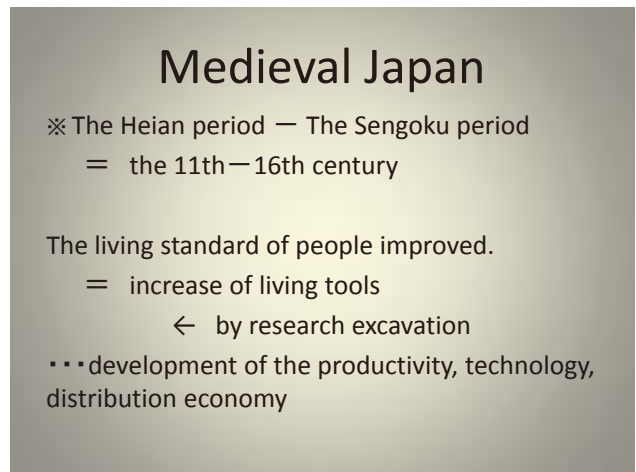 Medieval Japan
※ The Heian period － The Sengoku period
＝ the 11th－16th century
The living standard of people improved.
＝ increase of living tools
← by research excavation
･･･development of the productivity, technology,
distribution economy